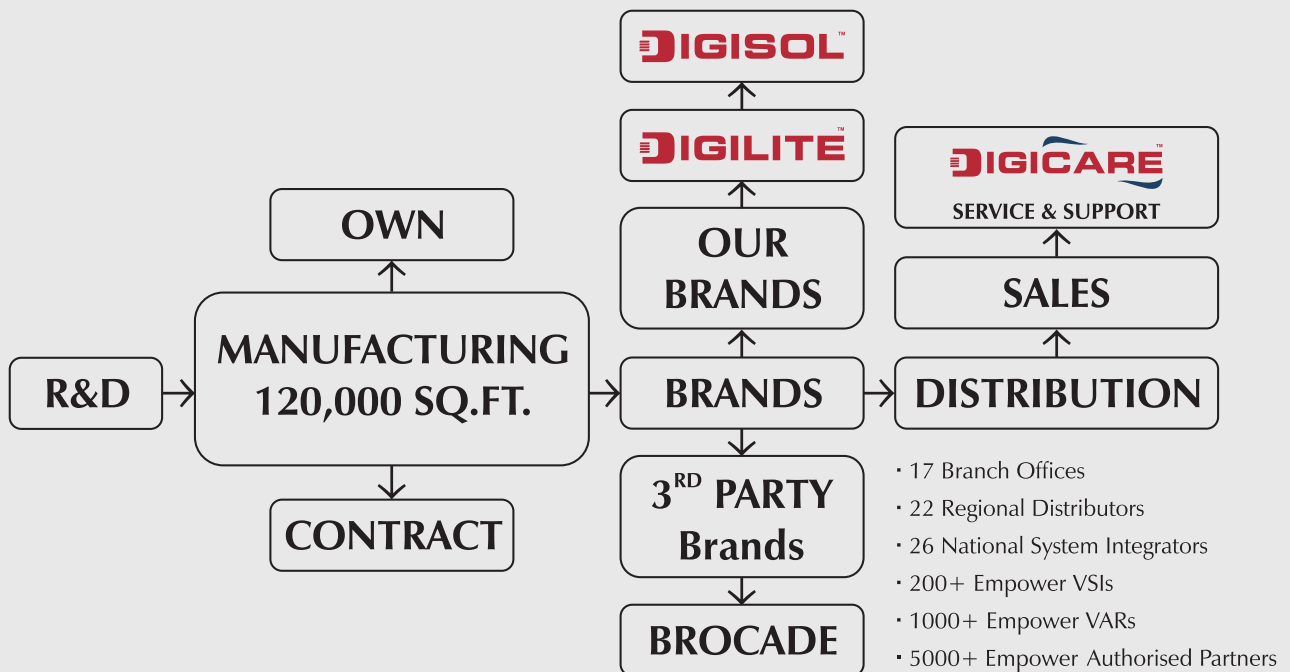 DIGISOL™
DIGILITE™
DIGICARE™
SERVICE & SUPPORT
OWN
OUR
BRANDS
SALES
MANUFACTURING
120,000 SQ.FT.
R&D
BRANDS
DISTRIBUTION
CONTRACT
3RD PARTY
Brands
BROCADE
· 17 Branch Offices
· 22 Regional Distributors
· 26 National System Integrators
· 200+ Empower VSIs
· 1000+ Empower VARs
· 5000+ Empower Authorised Partners